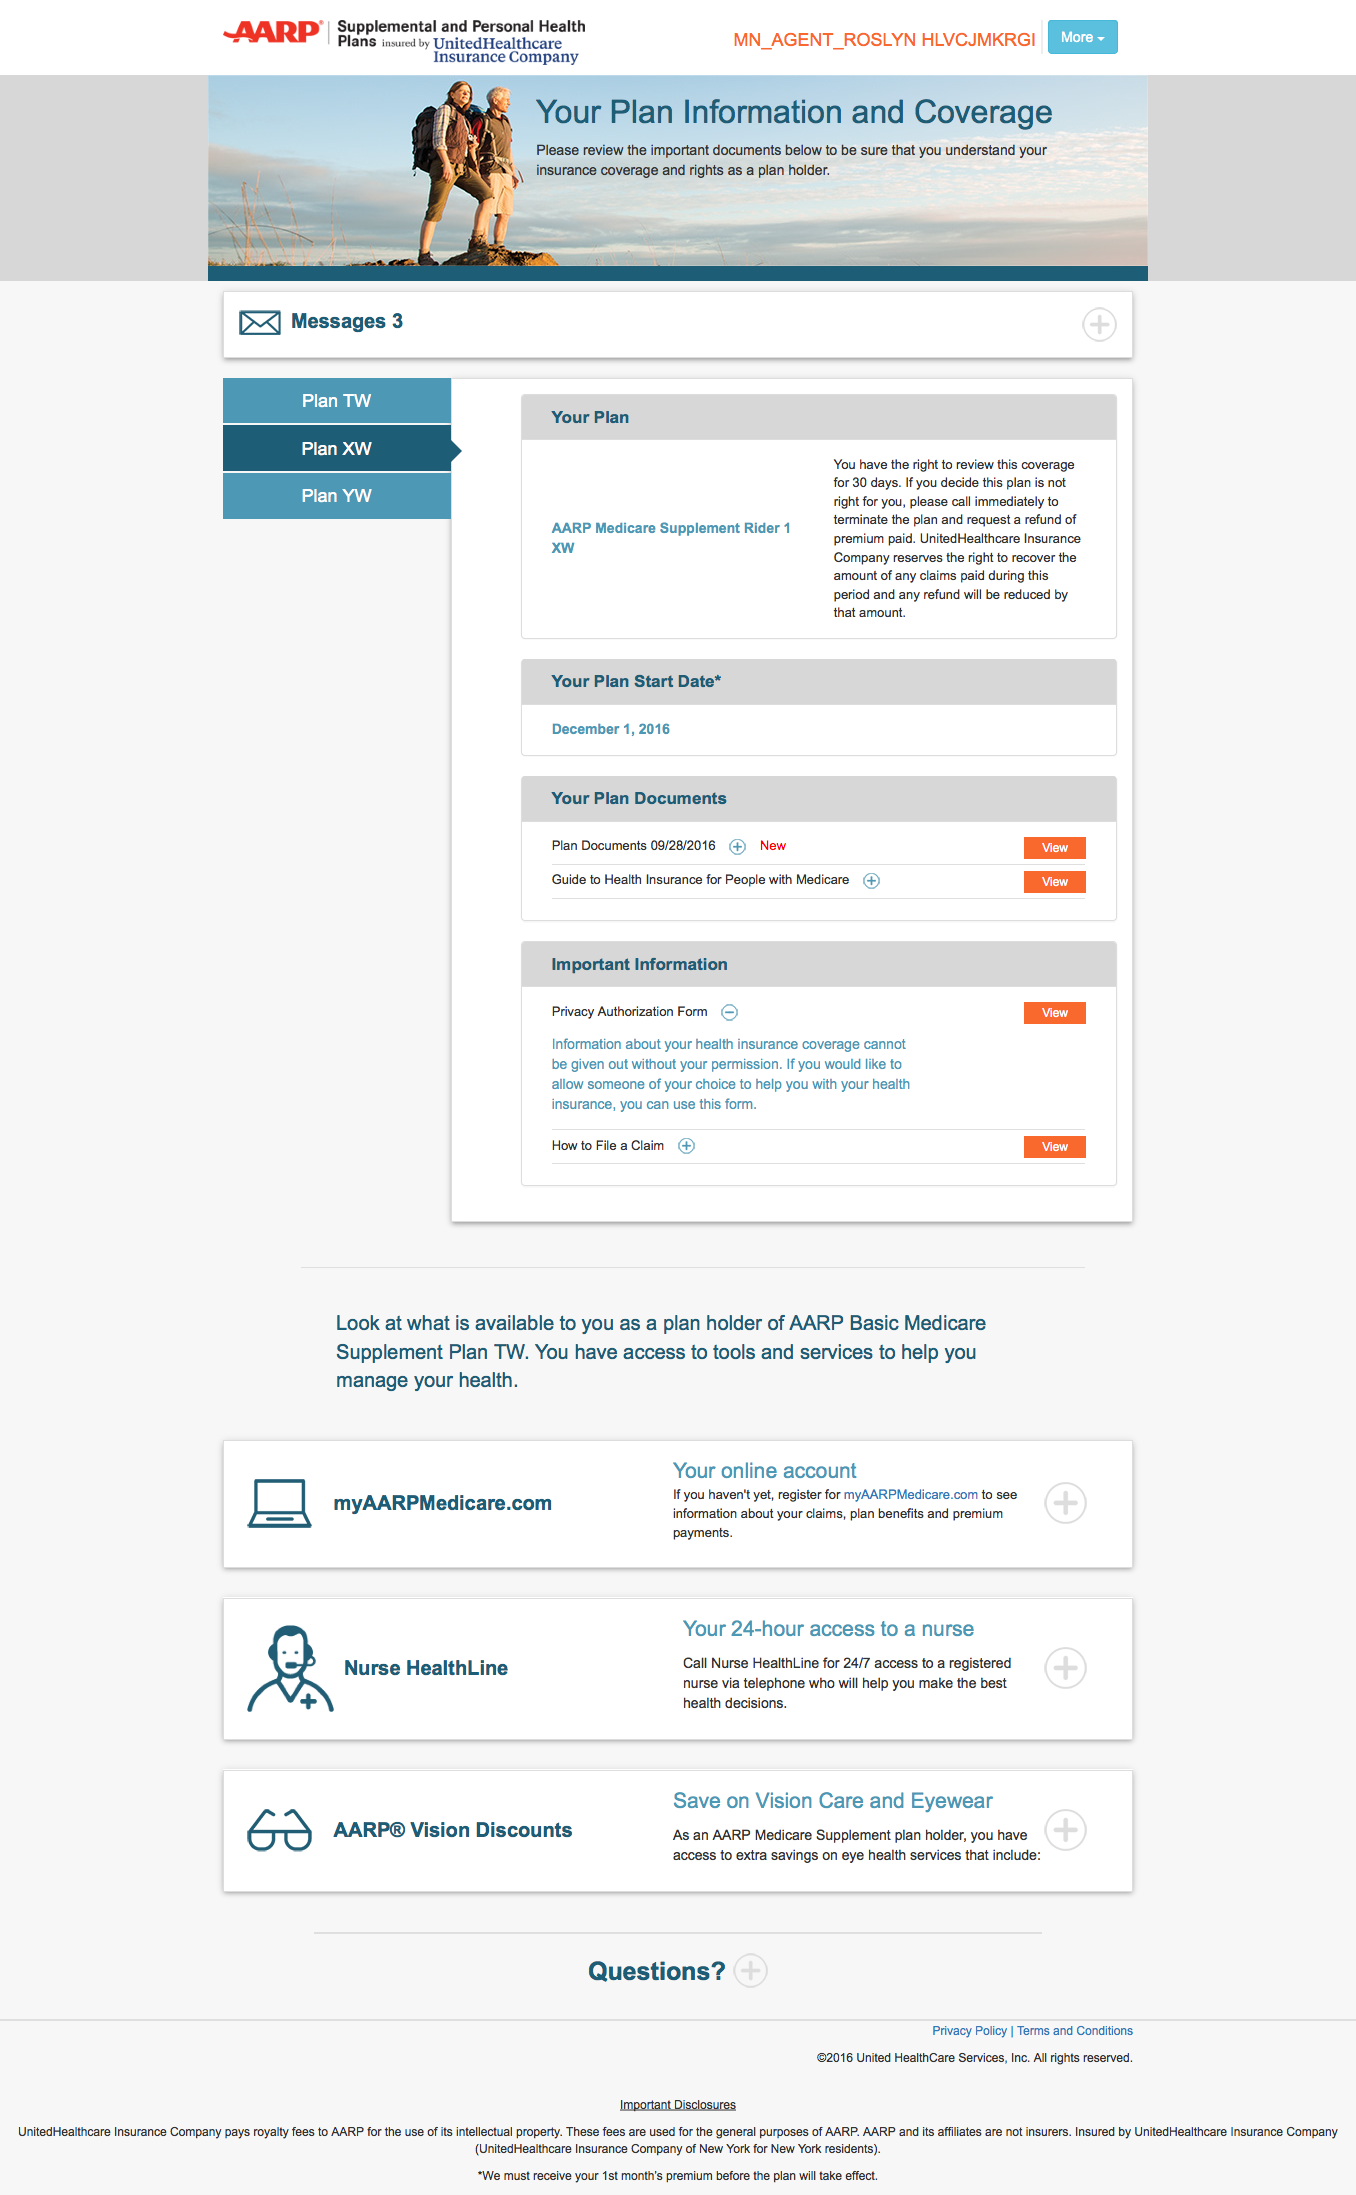 AARP
Supplemental and Personal Health
Plans insured by UnitedHealthcare
Insurance Company
MN_AGENT_ROSLYN HLVCJMKRGI
More
Your Plan Information and Coverage
Please review the important documents below to be sure that you understand your
insurance coverage and rights as a plan holder.
Messages 3
Plan TW
Plan XW
Plan YW
Your Plan
AARP Medicare Supplement Rider 1
XW
You have the right to review this coverage
for 30 days. If you decide this plan is not
right for you, please call immediately to
terminate the plan and request a refund of
premium paid. UnitedHealthcare Insurance
Company reserves the right to recover the
amount of any claims paid during this
period and any refund will be reduced by
that amount.
Your Plan Start Date*
December 1, 2016
Your Plan Documents
Plan Documents 09/28/2016 New View
Guide to Health Insurance for People with Medicare View
Important Information
Privacy Authorization Form View
Information about your health insurance coverage cannot
be given out without your permission. If you would like to
allow someone of your choice to help you with your health
insurance, you can use this form.
How to File a Claim View
Look at what is available to you as a plan holder of AARP Basic Medicare
Supplement Plan TW. You have access to tools and services to help you
manage your health.
myAARPMedicare.com
Your online account
If you haven't yet, register for myAARPMedicare.com to see
information about your claims, plan benefits and premium
payments.
Nurse HealthLine
Your 24-hour access to a nurse
Call Nurse HealthLine for 24/7 access to a registered
nurse via telephone who will help you make the best
health decisions.
AARP® Vision Discounts
Save on Vision Care and Eyewear
As an AARP Medicare Supplement plan holder, you have
access to extra savings on eye health services that include:
Questions?
Privacy Policy | Terms and Conditions
©2016 United HealthCare Services, Inc. All rights reserved.
Important Disclosures
UnitedHealthcare Insurance Company pays royalty fees to AARP for the use of its intellectual property. These fees are used for the general purposes of AARP. AARP and its affiliates are not insurers. Insured by UnitedHealthcare Insurance Company
(UnitedHealthcare Insurance Company of New York for New York residents).
*We must receive your 1st month's premium before the plan will take effect.